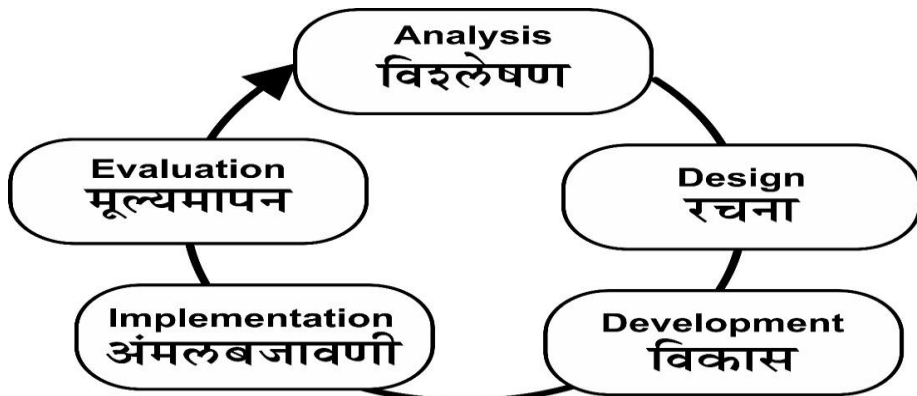 Analysis
विश्लेषण
Design
रचना
Development
विकास
Implementation
अंमलबजावणी
Evaluation
मूल्यमापन